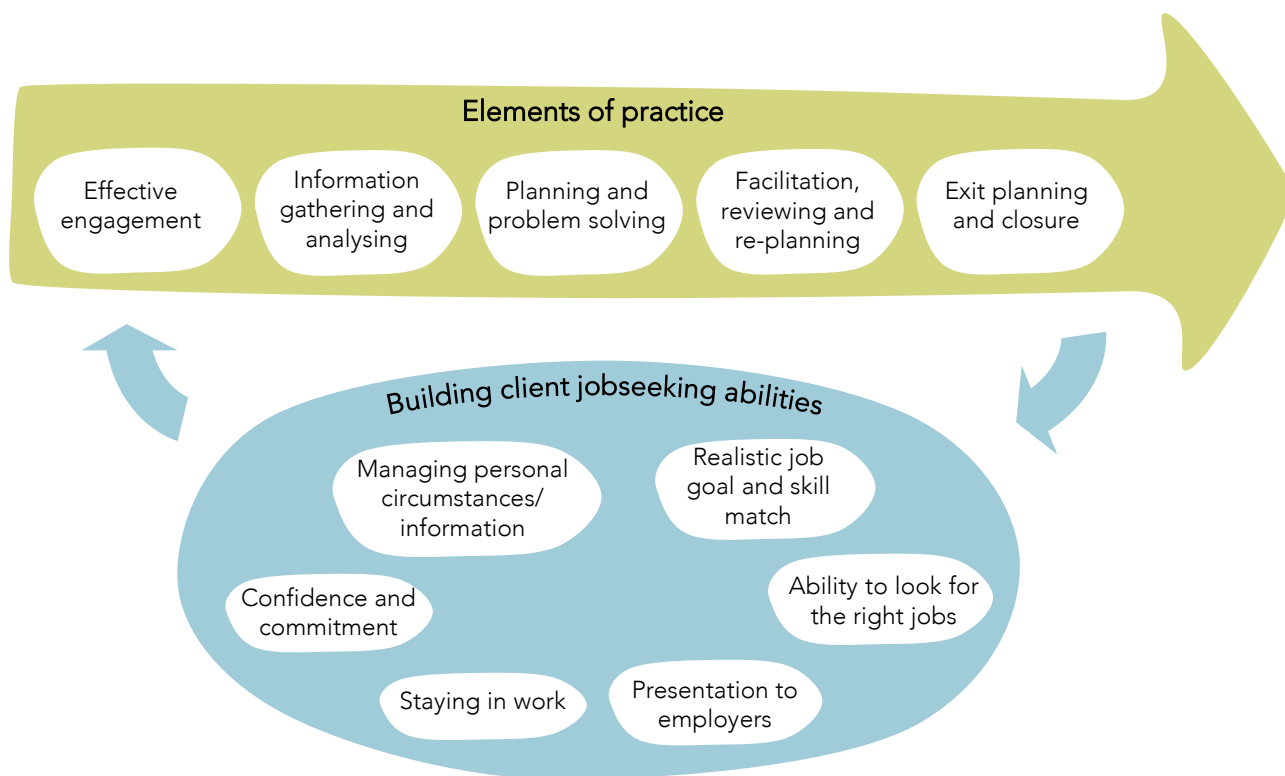 Elements of practice
Effective
engagement
Information
gathering and
analysing
Planning and
problem solving
Facilitation,
reviewing and
re-planning
Exit planning
and closure
Building client jobseeking abilities
Managing personal
circumstances/
information
Realistic job
goal and skill
match
Confidence and
commitment
Ability to look for
the right jobs
Staying in work
Presentation to
employers